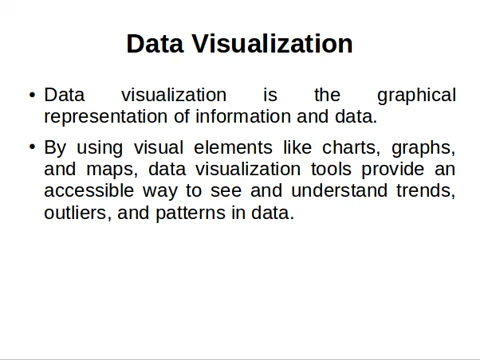 Data Visualization
• Data visualization is the graphical
representation of information and data.
• By using visual elements like charts, graphs,
and maps, data visualization tools provide an
accessible way to see and understand trends,
outliers, and patterns in data.